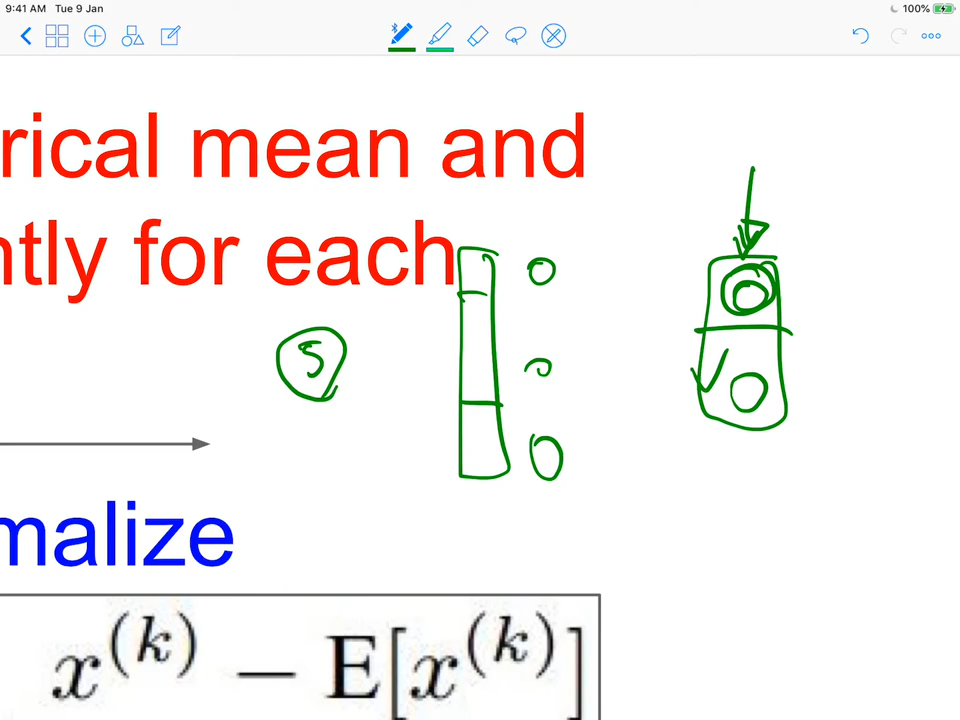 9:41 AM Tue 9 Jan 100%
rical mean and
ntly for each
S
malize
x^(k) − E[x^(k)]